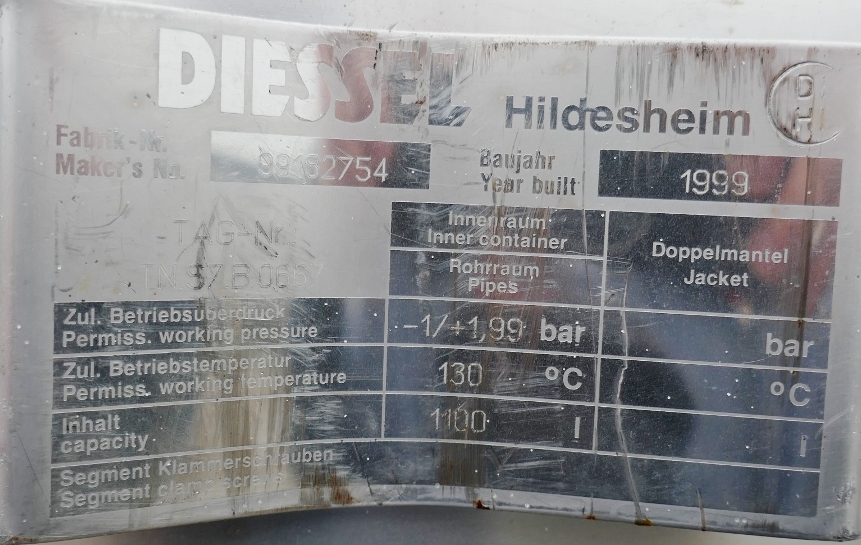 DIESSEL Hildesheim DH
Fabrik-Nr.
Maker's No. 99182754
Baujahr
Year built 1999
-TAG-Nr.
Innenraum
Inner container
Rohrraum
Pipes
Doppelmantel
Jacket
Zul. Betriebsüberdruck
Permiss. working pressure -1/+1,99 bar bar
Zul. Betriebstemperatur
Permiss. working temperature 130 °C °C
Inhalt
capacity 1100 l l
Segment Klammerschrauben
Segment clamp screws